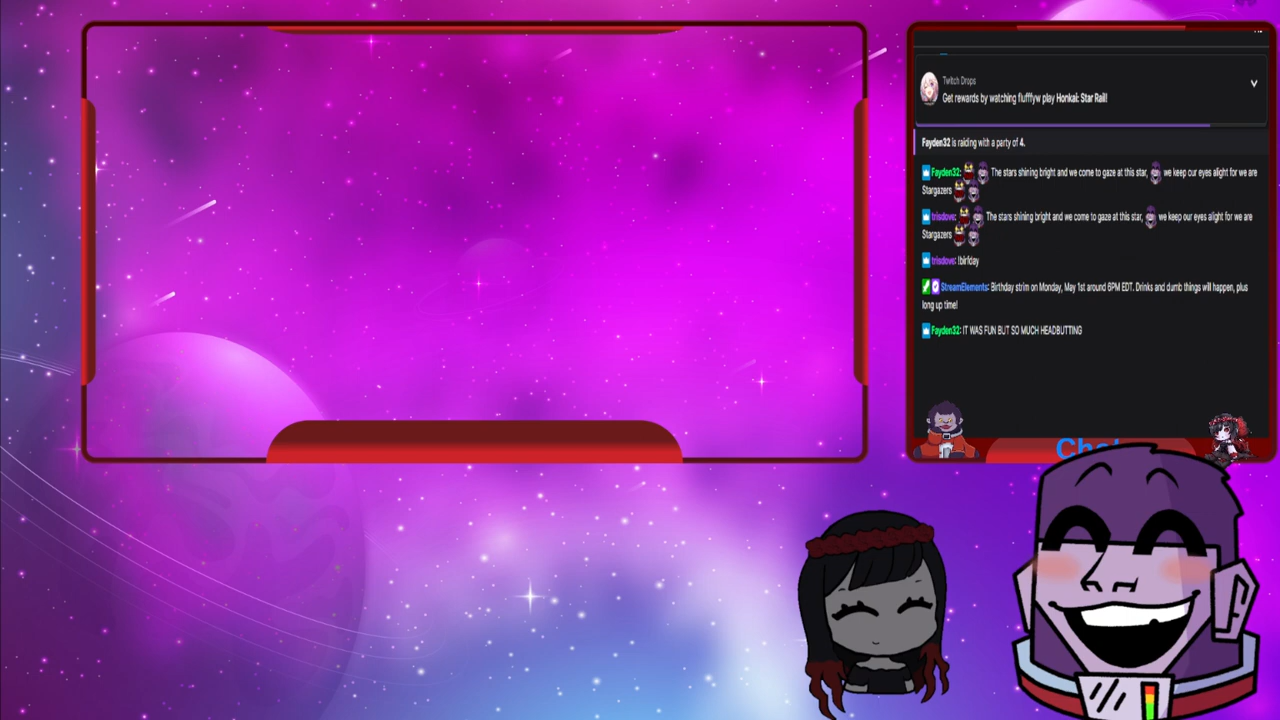 Twitch Drops
Get rewards by watching flufffyw play Honkai: Star Rail!
Fayden32 is raiding with a party of 4.
Fayden32: The stars shining bright and we come to gaze at this star, we keep our eyes alight for we are
Stargazers
trisdove: The stars shining bright and we come to gaze at this star, we keep our eyes alight for we are
Stargazers
trisdove: !birfday
StreamElements: Birthday strim on Monday, May 1st around 6PM EDT. Drinks and dumb things will happen, plus
long up time!
Fayden32: IT WAS FUN BUT SO MUCH HEADBUTTING
Chat